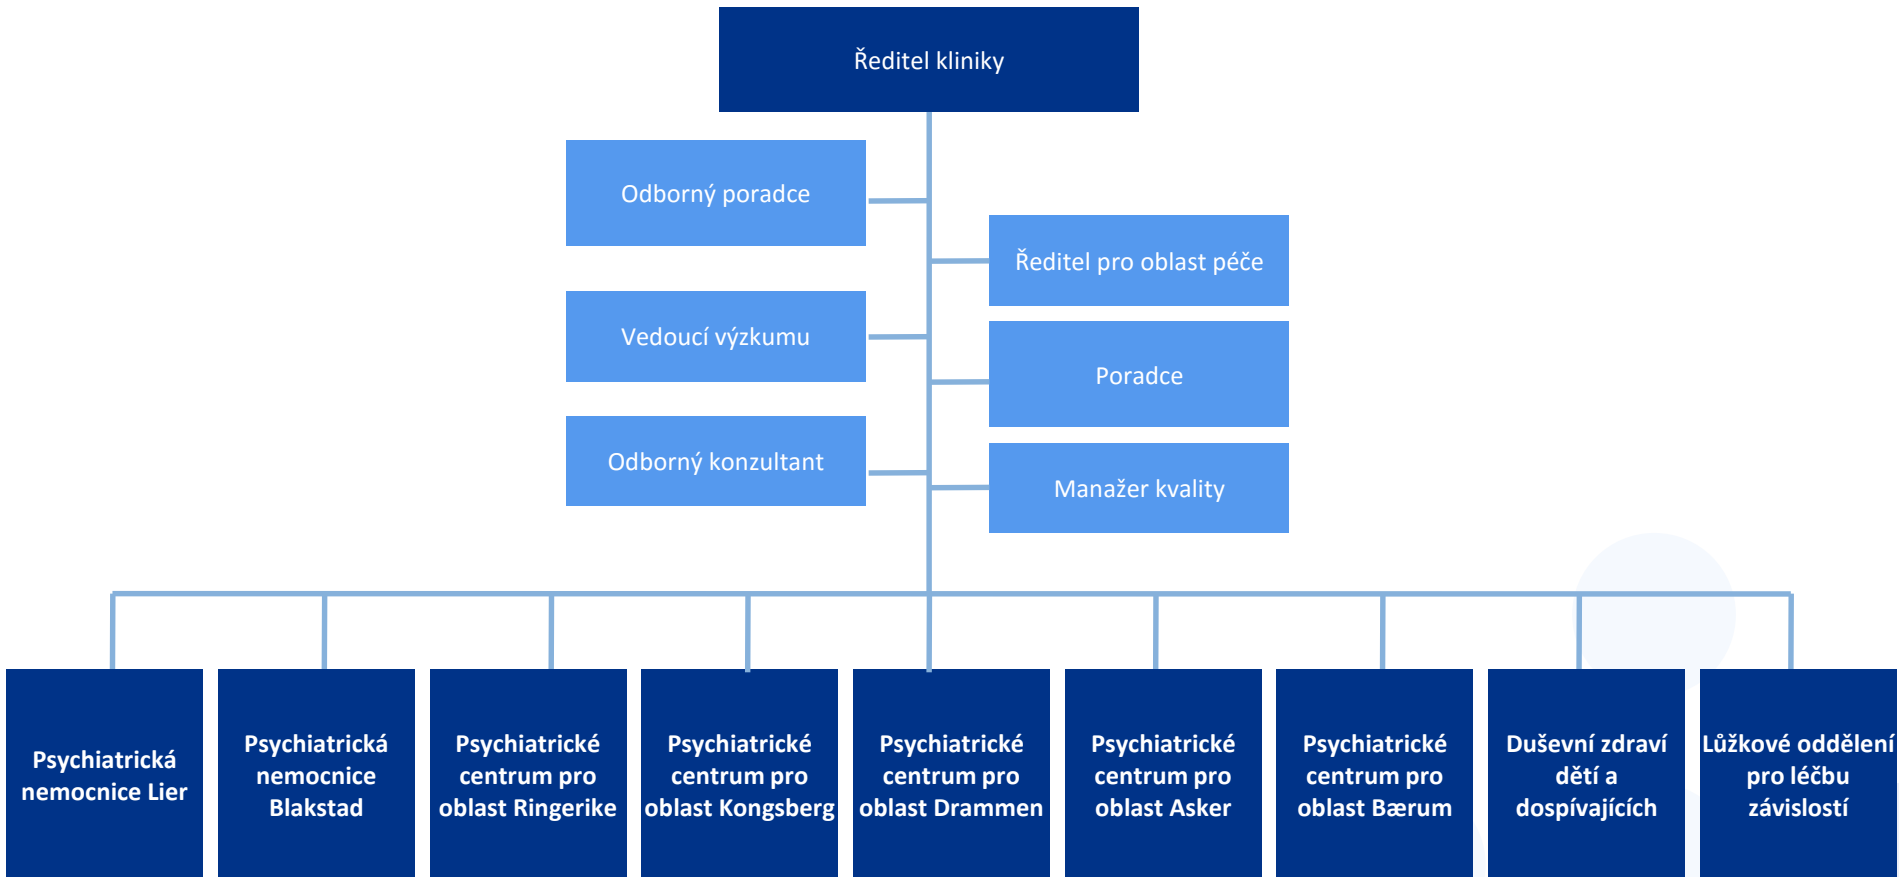 Ředitel kliniky
Odborný poradce
Ředitel pro oblast péče
Vedoucí výzkumu
Poradce
Odborný konzultant
Manažer kvality
Psychiatrická
nemocnice Lier
Psychiatrická
nemocnice
Blakstad
Psychiatrické
centrum pro
oblast Ringerike
Psychiatrické
centrum pro
oblast Kongsberg
Psychiatrické
centrum pro
oblast Drammen
Psychiatrické
centrum pro
oblast Asker
Psychiatrické
centrum pro
oblast Bærum
Duševní zdraví
dětí a
dospívajících
Lůžkové oddělení
pro léčbu
závislostí